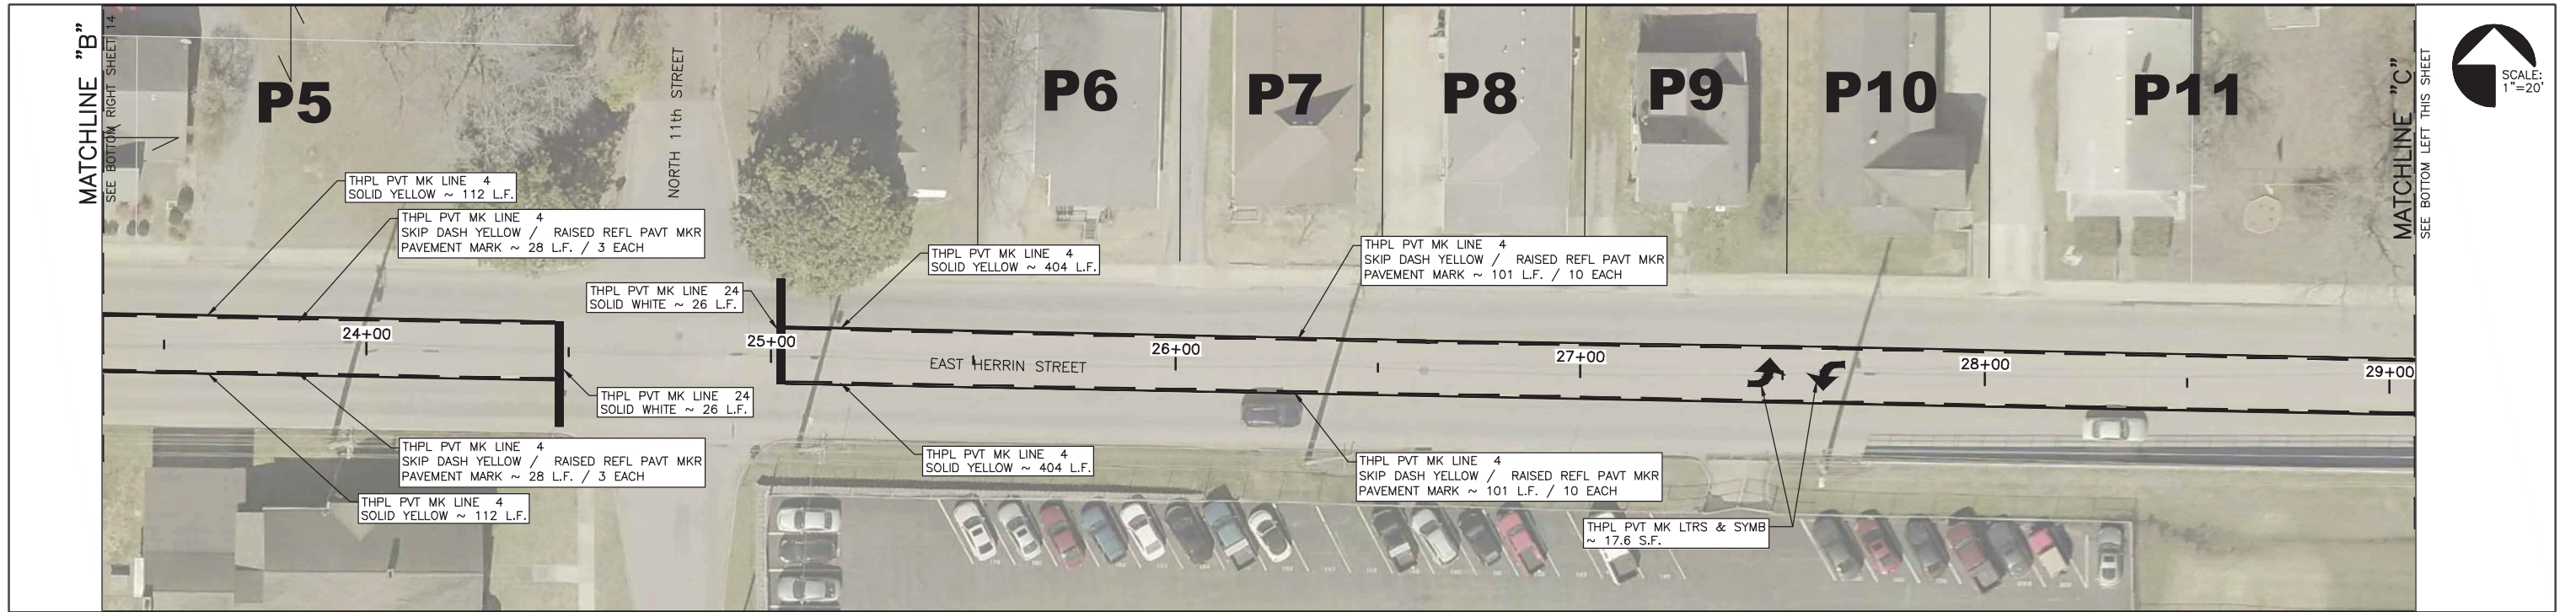 MATCHLINE "B"
SEE BOTTOM RIGHT SHEET 14
P5
NORTH 11th STREET
P6
P7
P8
P9
P10
P11
MATCHLINE "C"
SEE BOTTOM LEFT THIS SHEET
SCALE:
1"=20'
THPL PVT MK LINE 4
SOLID YELLOW ~ 112 L.F.
THPL PVT MK LINE 4
SKIP DASH YELLOW / RAISED REFL PAVT MKR
PAVEMENT MARK ~ 28 L.F. / 3 EACH
THPL PVT MK LINE 24
SOLID WHITE ~ 26 L.F.
THPL PVT MK LINE 4
SOLID YELLOW ~ 404 L.F.
THPL PVT MK LINE 4
SKIP DASH YELLOW / RAISED REFL PAVT MKR
PAVEMENT MARK ~ 101 L.F. / 10 EACH
24+00
25+00
26+00
27+00
28+00
29+00
EAST HERRIN STREET
THPL PVT MK LINE 24
SOLID WHITE ~ 26 L.F.
THPL PVT MK LINE 4
SKIP DASH YELLOW / RAISED REFL PAVT MKR
PAVEMENT MARK ~ 28 L.F. / 3 EACH
THPL PVT MK LINE 4
SOLID YELLOW ~ 112 L.F.
THPL PVT MK LINE 4
SOLID YELLOW ~ 404 L.F.
THPL PVT MK LINE 4
SKIP DASH YELLOW / RAISED REFL PAVT MKR
PAVEMENT MARK ~ 101 L.F. / 10 EACH
THPL PVT MK LTRS & SYMB
~ 17.6 S.F.